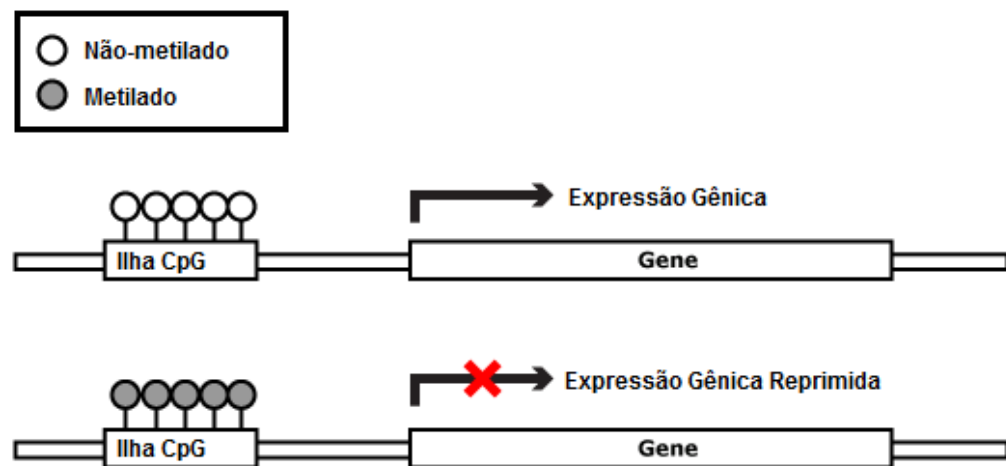 Não-metilado
Metilado
Expressão Gênica
Ilha CpG
Gene
Expressão Gênica Reprimida
Ilha CpG
Gene